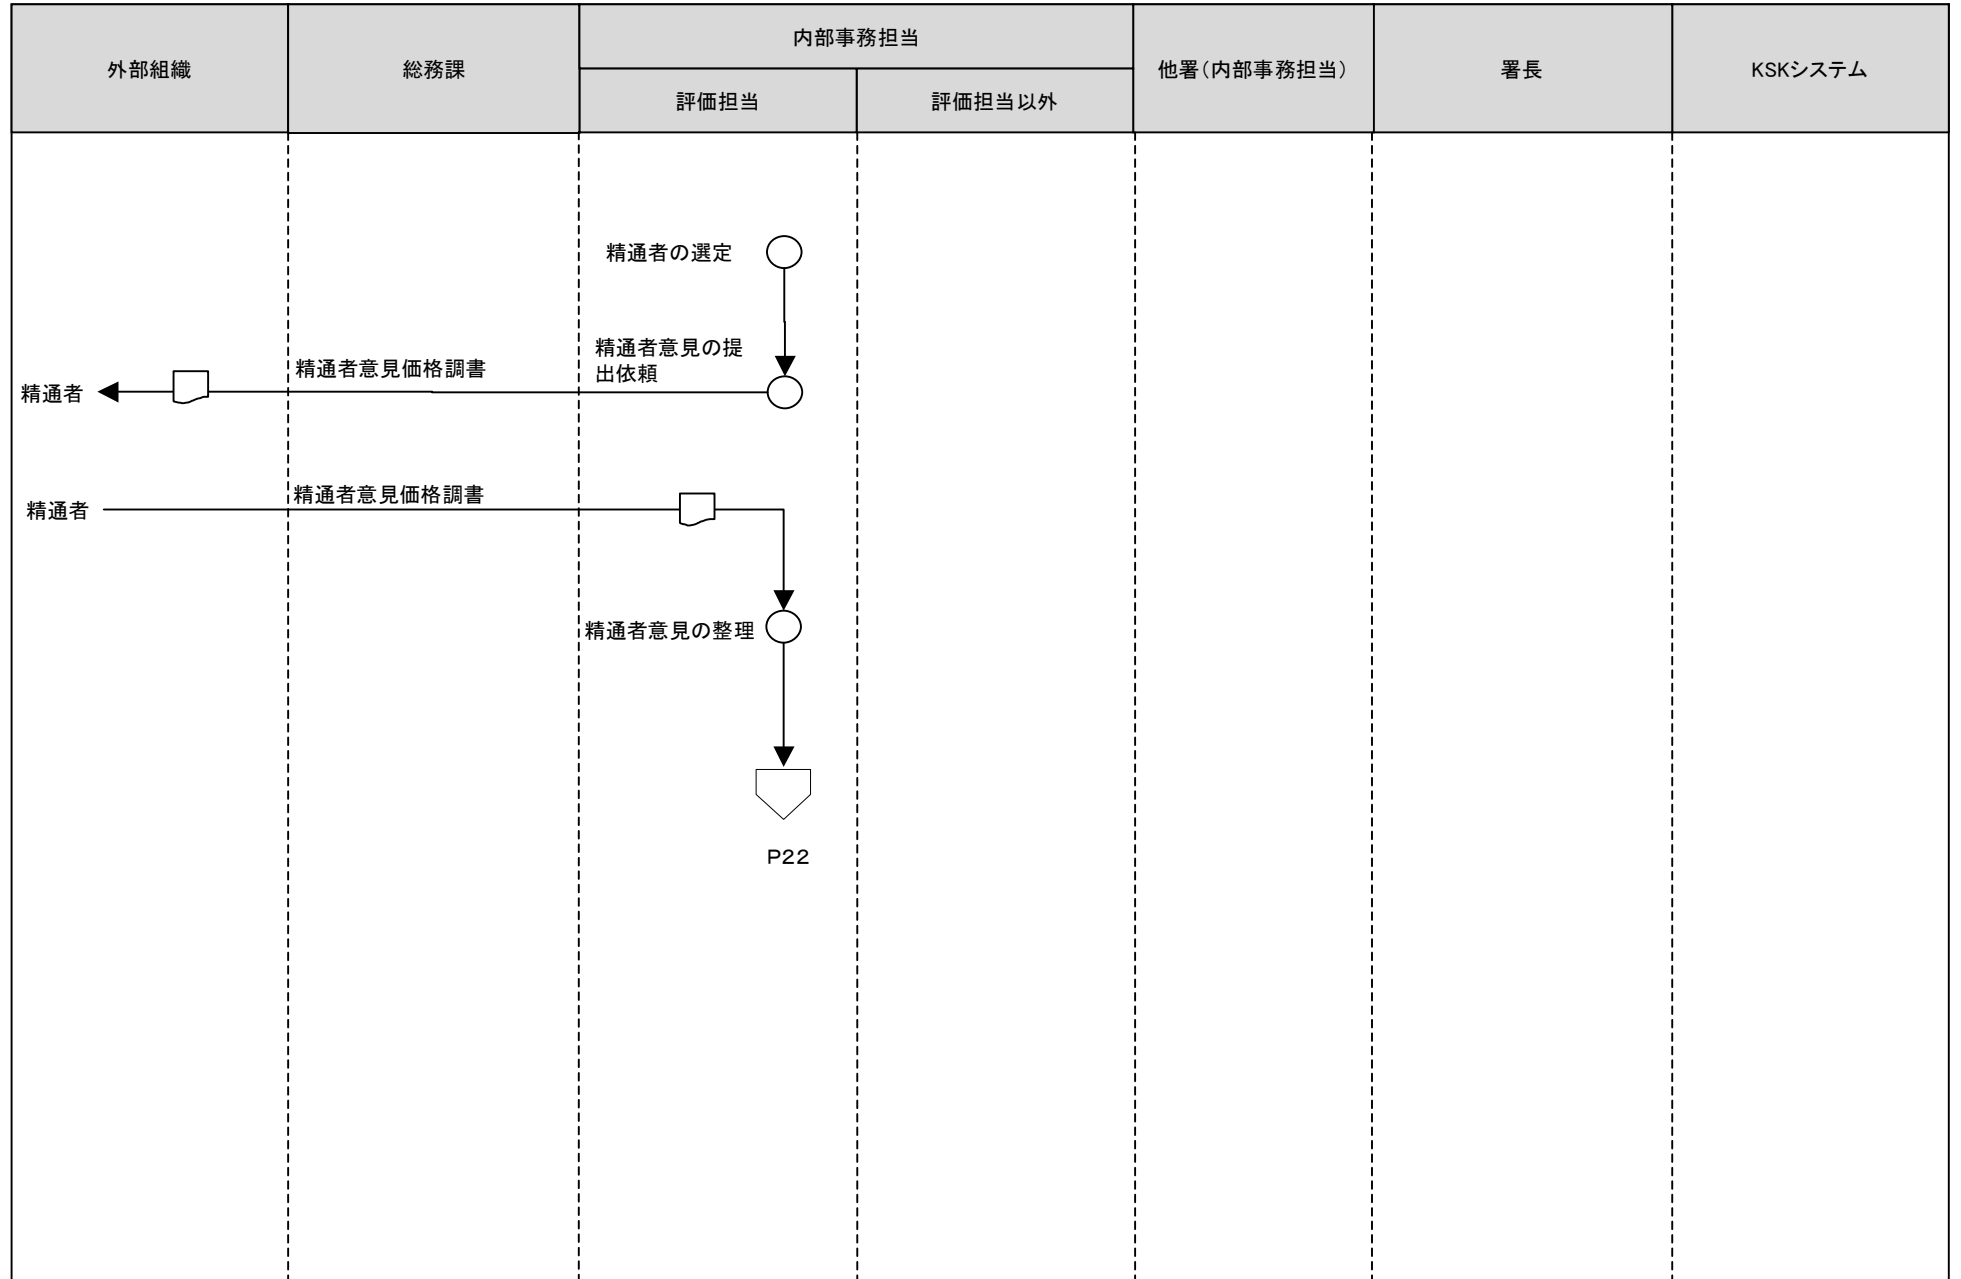 外部組織
総務課
内部事務担当
評価担当
評価担当以外
他署(内部事務担当)
署長
KSKシステム
精通者の選定
精通者意見の提
出依頼
精通者意見価格調書
精通者
精通者意見価格調書
精通者
精通者意見の整理
P22